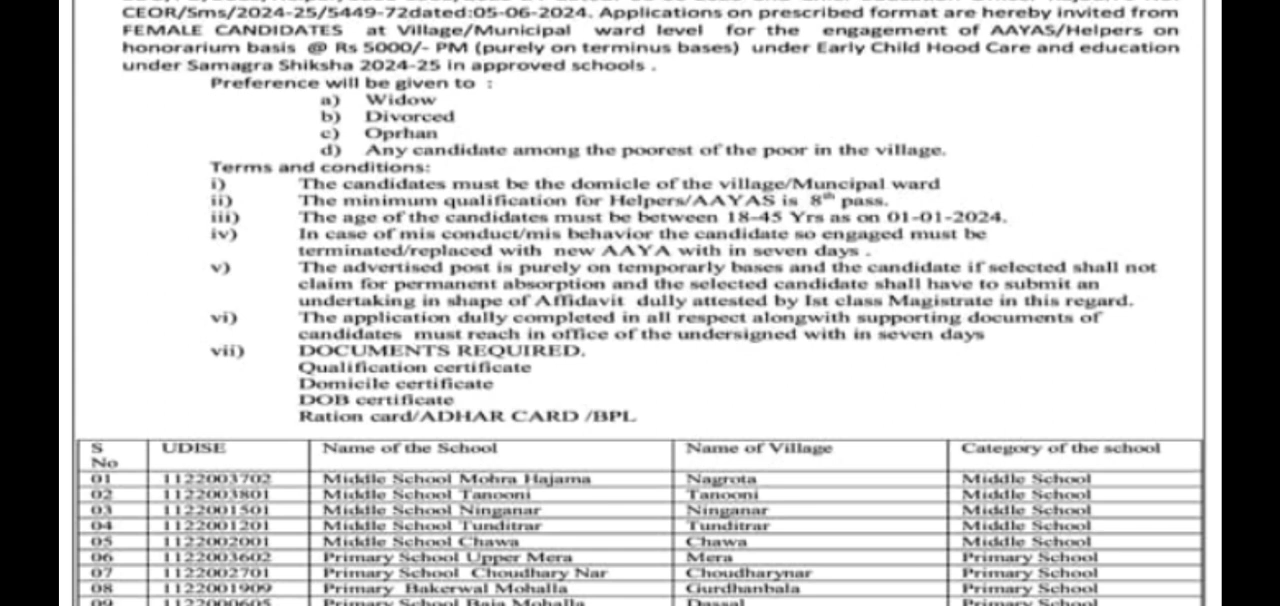 CEOR/Sms/2024-25/5449-72dated:05-06-2024. Applications on prescribed format are hereby invited from
FEMALE CANDIDATES at Village/Municipal ward level for the engagement of AAYAS/Helpers on
honorarium basis @ Rs 5000/- PM (purely on terminus bases) under Early Child Hood Care and education
under Samagra Shiksha 2024-25 in approved schools .
Preference will be given to :
a) Widow
b) Divorced
c) Oprhan
d) Any candidate among the poorest of the poor in the village.
Terms and conditions:
i) The candidates must be the domicle of the village/Muncipal ward
ii) The minimum qualification for Helpers/AAYAS is 8th pass.
iii) The age of the candidates must be between 18-45 Yrs as on 01-01-2024.
iv) In case of mis conduct/mis behavior the candidate so engaged must be
terminated/replaced with new AAYA with in seven days .
v) The advertised post is purely on temporarly bases and the candidate if selected shall not
claim for permanent absorption and the selected candidate shall have to submit an
undertaking in shape of Affidavit dully attested by Ist class Magistrate in this regard.
vi) The application dully completed in all respect alongwith supporting documents of
candidates must reach in office of the undersigned with in seven days
vii) DOCUMENTS REQUIRED.
Qualification certificate
Domicile certificate
DOB certificate
Ration card/ADHAR CARD /BPL
S No UDISE Name of the School Name of Village Category of the school
01 1122003702 Middle School Mohra Hajama Nagrota Middle School
02 1122003801 Middle School Tanooni Tanooni Middle School
03 1122001501 Middle School Ninganar Ninganar Middle School
04 1122001201 Middle School Tunditrar Tunditrar Middle School
05 1122002001 Middle School Chawa Chawa Middle School
06 1122003602 Primary School Upper Mera Mera Primary School
07 1122002701 Primary School Choudhary Nar Choudharynar Primary School
08 1122001909 Primary Bakerwal Mohalla Gurdhanbala Primary School
09 1122000605 Primary School Raja Mohalla Dassal Primary School